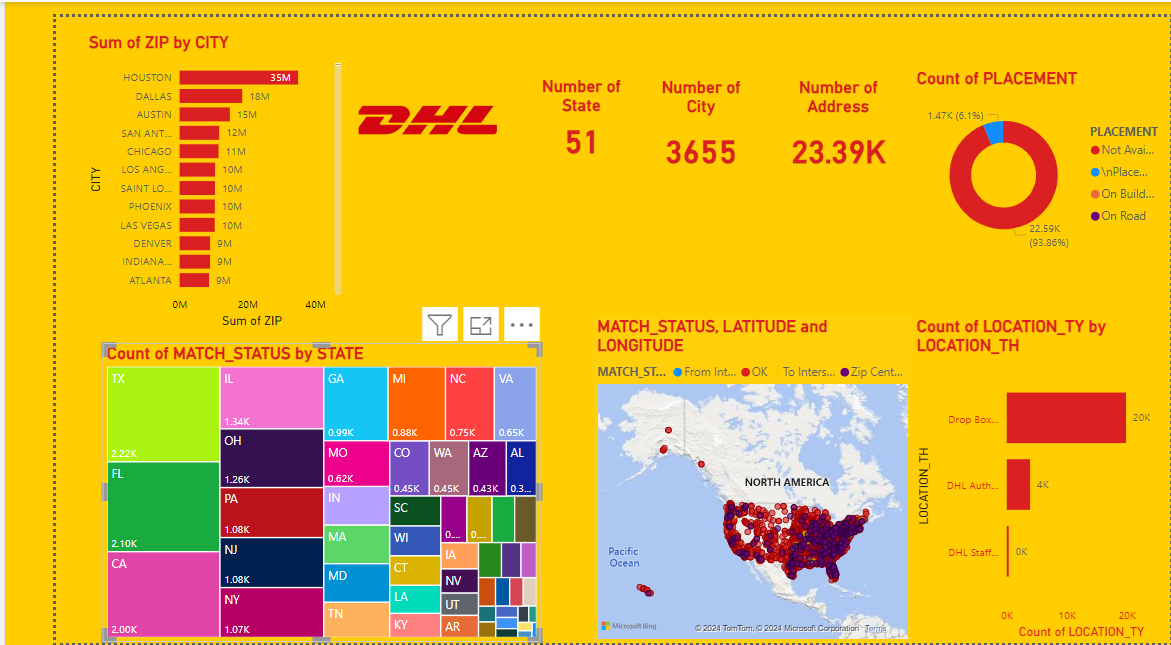 Sum of ZIP by CITY
CITY
HOUSTON 35M
DALLAS 18M
AUSTIN 15M
SAN ANT... 12M
CHICAGO 11M
LOS ANG... 10M
SAINT LO... 10M
PHOENIX 10M
LAS VEGAS 10M
DENVER 9M
INDIANA... 9M
ATLANTA 9M
0M 20M 40M
Sum of ZIP
DHL
Number of
State
51
Number of
City
3655
Number of
Address
23.39K
Count of PLACEMENT
1.47K (6.1%)
22.59K
(93.86%)
PLACEMENT
Not Avai...
\nPlace...
On Build...
On Road
Count of MATCH_STATUS by STATE
TX
2.22K
FL
2.10K
CA
2.00K
IL
1.34K
OH
1.26K
PA
1.08K
NJ
1.08K
NY
1.07K
GA
0.99K
MI
0.88K
NC
0.75K
VA
0.65K
MO
0.62K
IN
MA
MD
TN
CO
0.45K
WA
0.45K
AZ
0.43K
AL
0.3...
SC
WI
CT
LA
KY
0....
0....
IA
NV
UT
AR
MATCH_STATUS, LATITUDE and
LONGITUDE
MATCH_ST... From Int... OK To Inters... Zip Cent...
NORTH AMERICA
Pacific
Ocean
Microsoft Bing
© 2024 TomTom, © 2024 Microsoft Corporation Terms
Count of LOCATION_TY by
LOCATION_TH
LOCATION_TH
Drop Box... 20K
DHL Auth... 4K
DHL Staff... 0K
0K 10K 20K
Count of LOCATION_TY